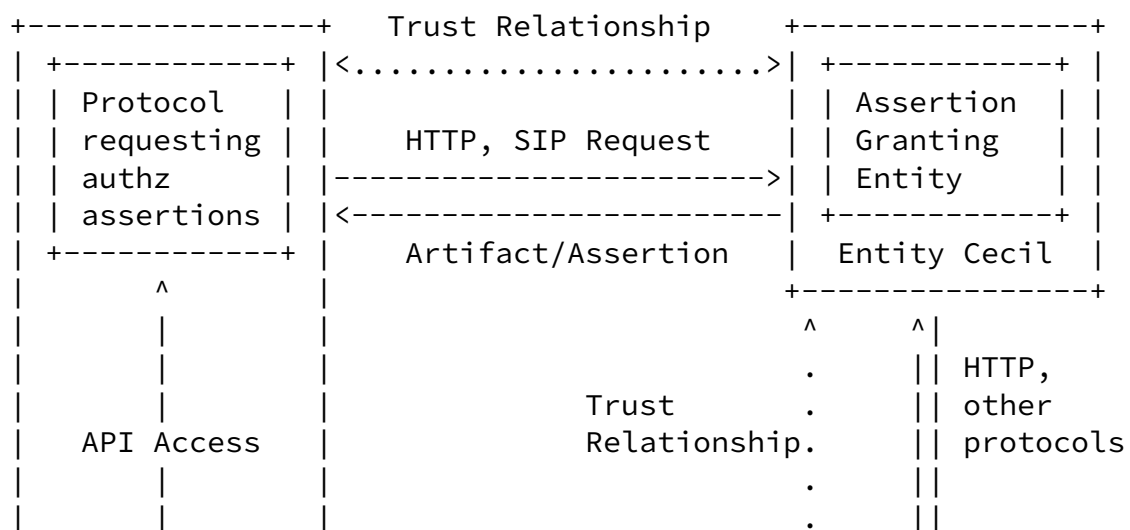 +----------------+   Trust Relationship    +----------------+
| +------------+ |<.......................>| +------------+ |
| | Protocol   | |                         | | Assertion  | |
| | requesting | |    HTTP, SIP Request    | | Granting   | |
| | authz      | |------------------------>| | Entity     | |
| | assertions | |<------------------------| +------------+ |
| +------------+ |    Artifact/Assertion   |  Entity Cecil  |
|       ^        |                         +----------------+
|       |        |                          ^     ^|
|       |        |                          .     || HTTP,
|       |        |              Trust       .     || other
|   API Access   |              Relationship.     || protocols
|       |        |                          .     ||
|       |        |                          .     ||